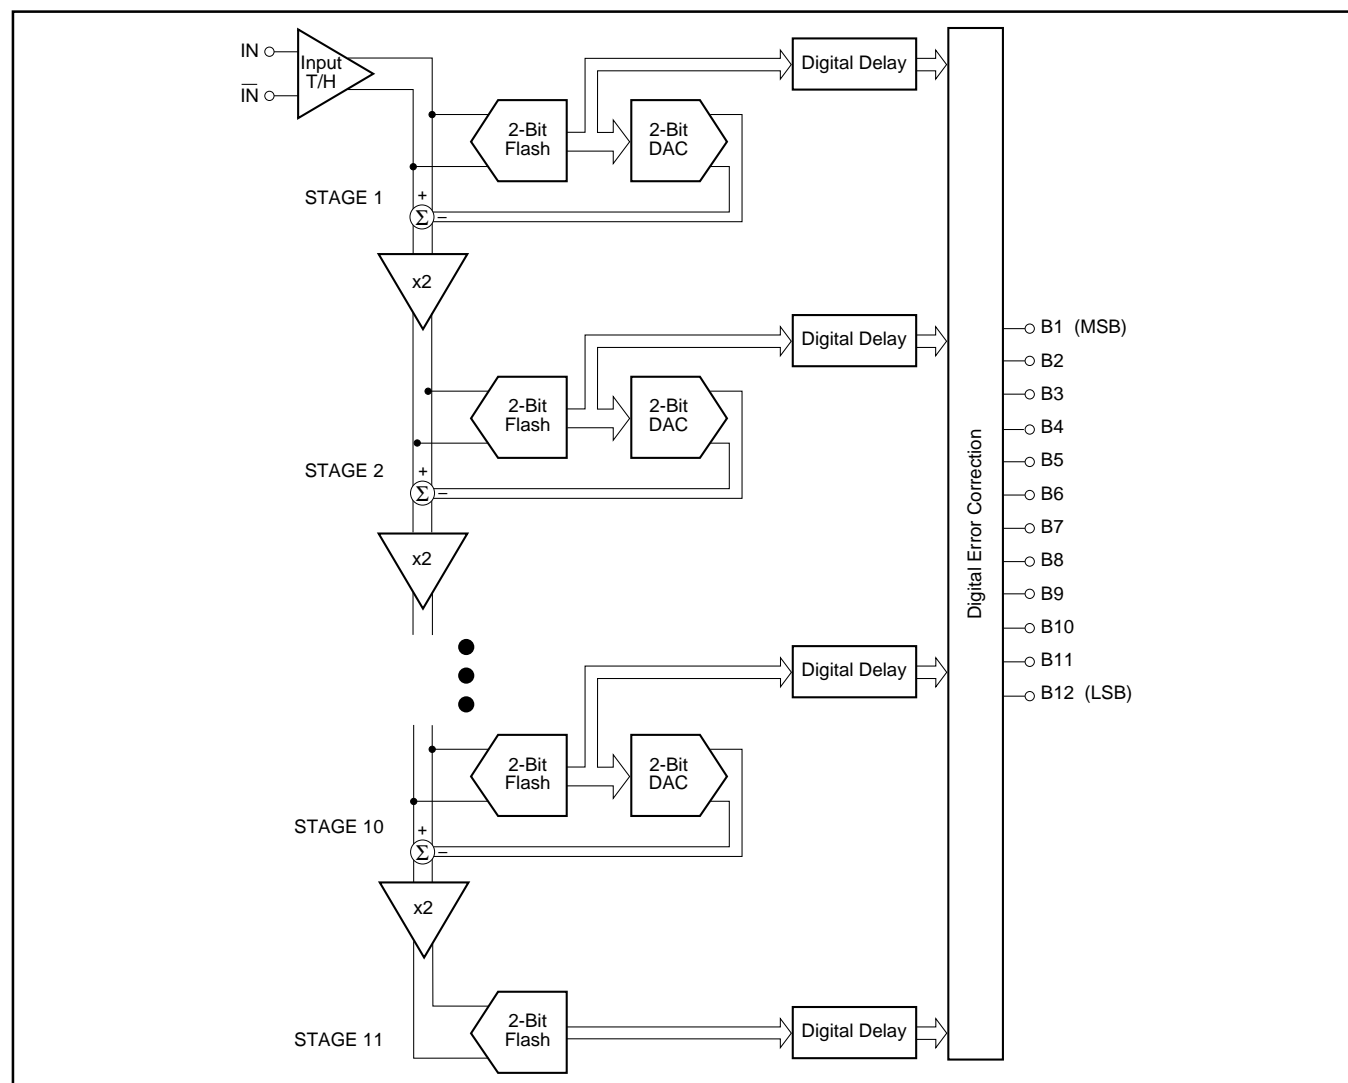 IN
Input
T/H
IN
Digital Delay
2-Bit
Flash
2-Bit
DAC
STAGE 1
+
Σ
–
x2
Digital Delay
2-Bit
Flash
2-Bit
DAC
STAGE 2
+
Σ
–
x2
Digital Delay
2-Bit
Flash
2-Bit
DAC
STAGE 10
+
Σ
–
x2
2-Bit
Flash
Digital Delay
STAGE 11
Digital Error Correction
B1 (MSB)
B2
B3
B4
B5
B6
B7
B8
B9
B10
B11
B12 (LSB)